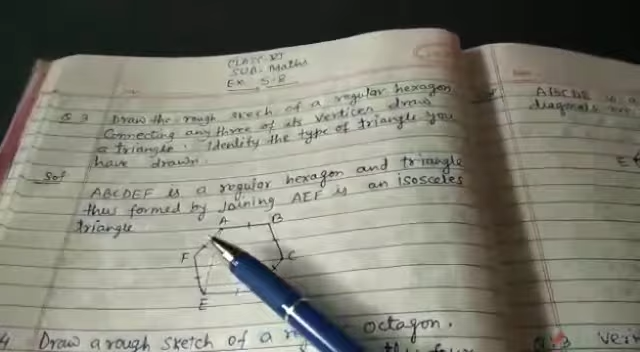 CLASS-VI
SUB- Maths
EX 5.8
Q 3 Draw the rough skech of a regular hexagon
Connecting any three of its vertices draw
a triangle. Identify the type of triangle you
have drawn.
Sol
ABCDEF is a regular hexagon and triangle
thus formed by Joining AEF is an isosceles
triangle
A
B
F
C
E
4 Draw a rough sketch of a octagon.
ABCDE is
diagonals
E